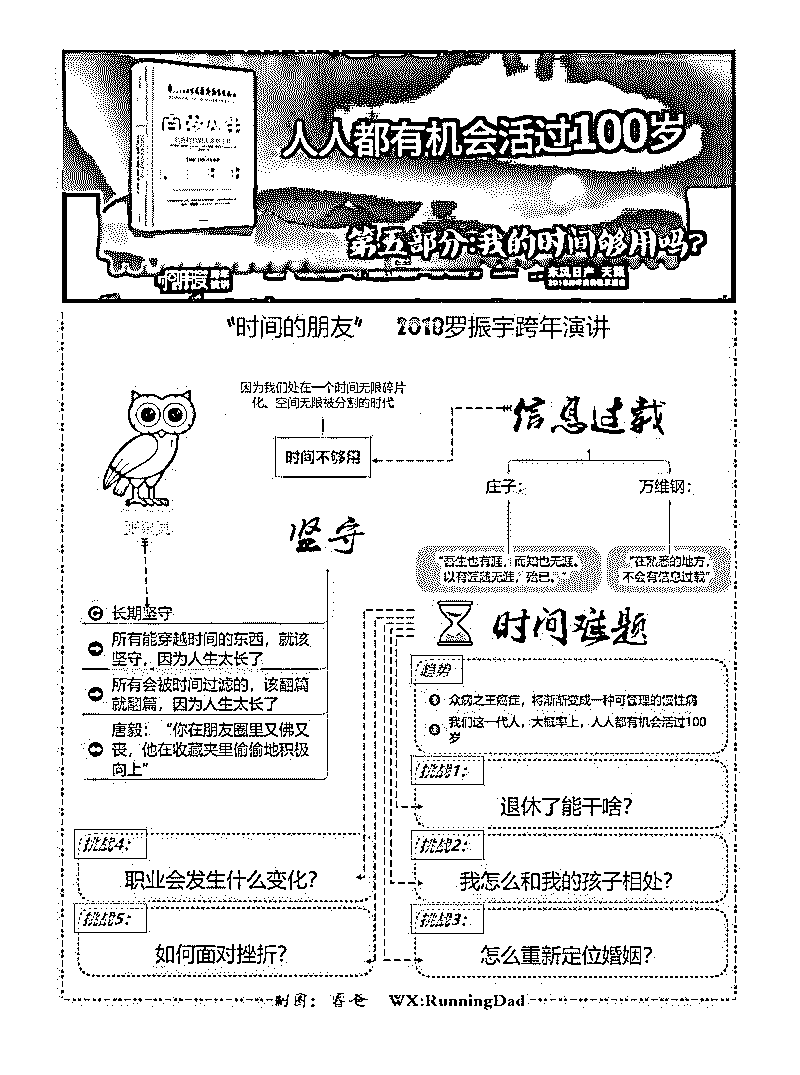 人人都有机会活过100岁
第五部分:我的时间够用吗?
“时间的朋友” 2018罗振宇跨年演讲
因为我们处在一个时间无限碎片
化、空间无限被分割的时代
时间不够用
信息过载
庄子:
万维钢:
“吾生也有涯，而知也无涯。
以有涯随无涯，殆已。”
“在熟悉的地方，
不会有信息过载”
坚守
长期坚守
所有能穿越时间的东西，就该
坚守，因为人生太长了
所有会被时间过滤的，该翻篇
就翻篇，因为人生太长了
唐毅：“你在朋友圈里又佛又
丧，他在收藏夹里偷偷地积极
向上”
时间难题
趋势
众病之王癌症，将渐渐变成一种可管理的慢性病
我们这一代人，大概率上，人人都有机会活过100
岁
挑战1:
退休了能干啥?
挑战2:
我怎么和我的孩子相处?
挑战3:
怎么重新定位婚姻?
挑战4:
职业会发生什么变化?
挑战5:
如何面对挫折?
制图: 睿爸 WX:RunningDad